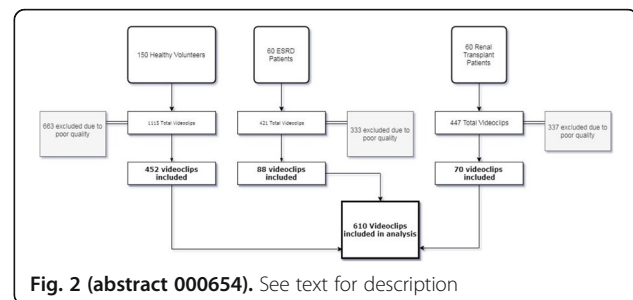 150 Healthy Volunteers
60 ESRD
Patients
60 Renal
Transplant
Patients
663 excluded due to
poor quality
1115 Total Videoclips
421 Total Videoclips
333 excluded due to
poor quality
447 Total Videoclips
337 excluded due to
poor quality
452 videoclips
included
88 videoclips
included
70 videoclips
included
610 Videoclips
included in analysis
Fig. 2 (abstract 000654). See text for description